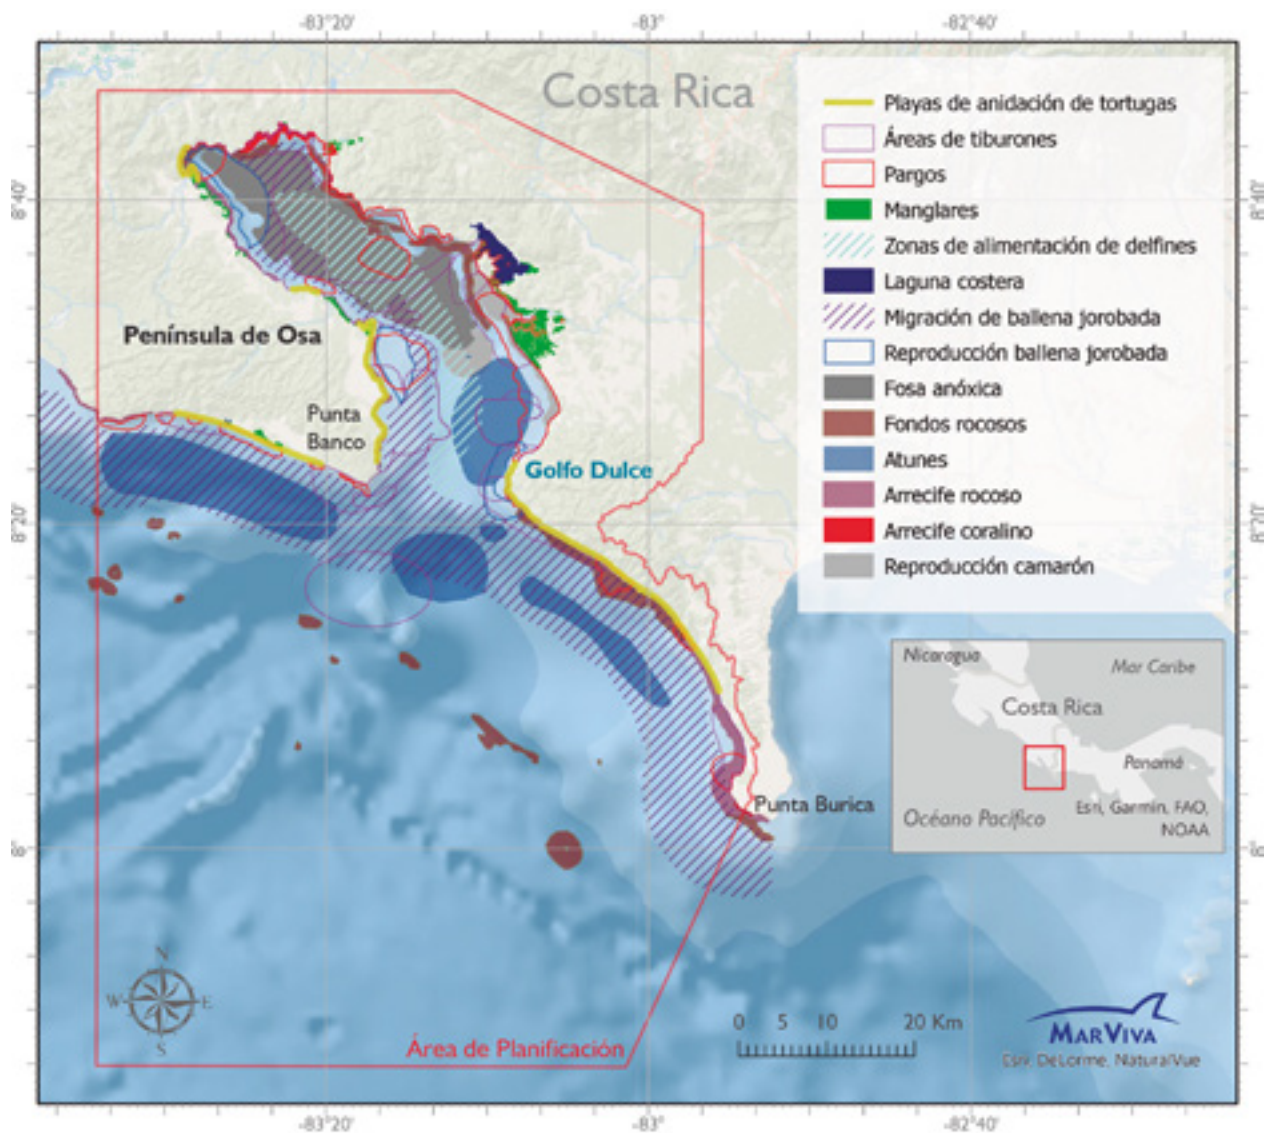 -83°20'
-83°
-82°40'
Costa Rica
Playas de anidación de tortugas
Áreas de tiburones
Pargos
Manglares
Zonas de alimentación de delfines
Laguna costera
Migración de ballena jorobada
Reproducción ballena jorobada
Fosa anóxica
Fondos rocosos
Atunes
Arrecife rocoso
Arrecife coralino
Reproducción camarón
8°40'
8°40'
Península de Osa
Punta
Banco
Golfo Dulce
8°20'
8°20'
Nicaragua
Mar Caribe
Costa Rica
Panamá
Océano Pacífico
Esri, Garmin, FAO,
NOAA
Punta Burica
8°
8°
N
W
E
S
0 5 10 20 Km
MARVIVA
Esri, DeLorme, NaturalVue
Área de Planificación
-83°20'
-83°
-82°40'